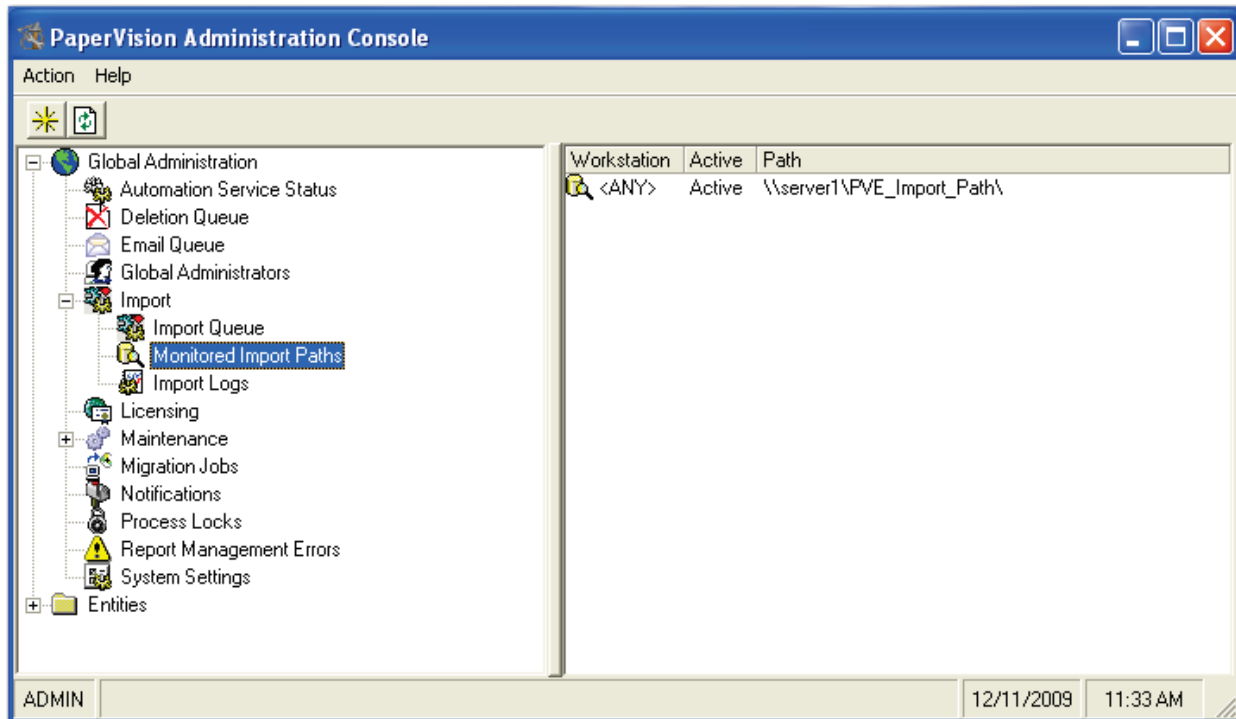 PaperVision Administration Console
Action Help
Global Administration
Automation Service Status
Deletion Queue
Email Queue
Global Administrators
Import
Import Queue
Monitored Import Paths
Import Logs
Licensing
Maintenance
Migration Jobs
Notifications
Process Locks
Report Management Errors
System Settings
Entities
Workstation Active Path
<ANY> Active \\server1\PVE_Import_Path\
ADMIN 12/11/2009 11:33 AM